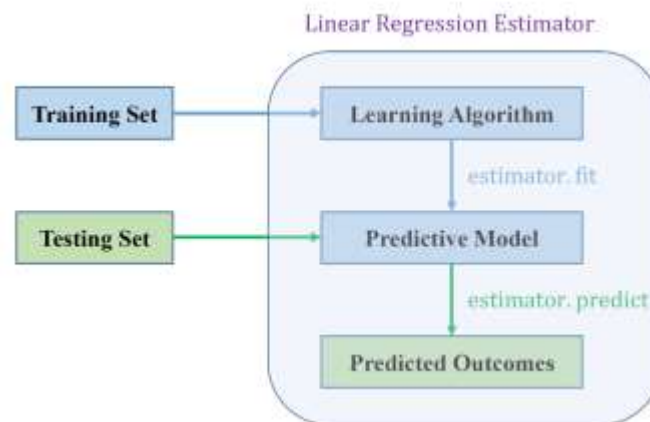 Linear Regression Estimator
Training Set
Learning Algorithm
estimator. fit
Testing Set
Predictive Model
estimator. predict
Predicted Outcomes